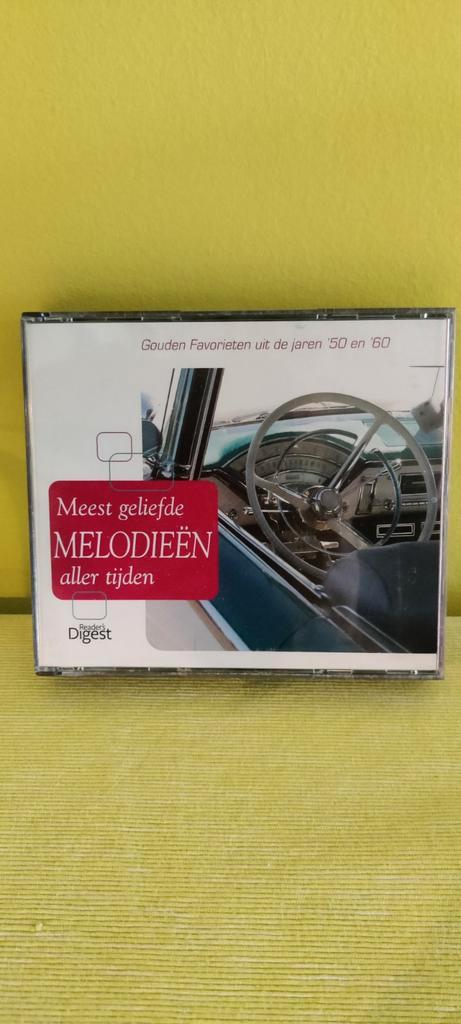 Gouden Favorieten uit de jaren '50 en '60
Meest geliefde
MELODIEËN
aller tijden
Reader's
Digest